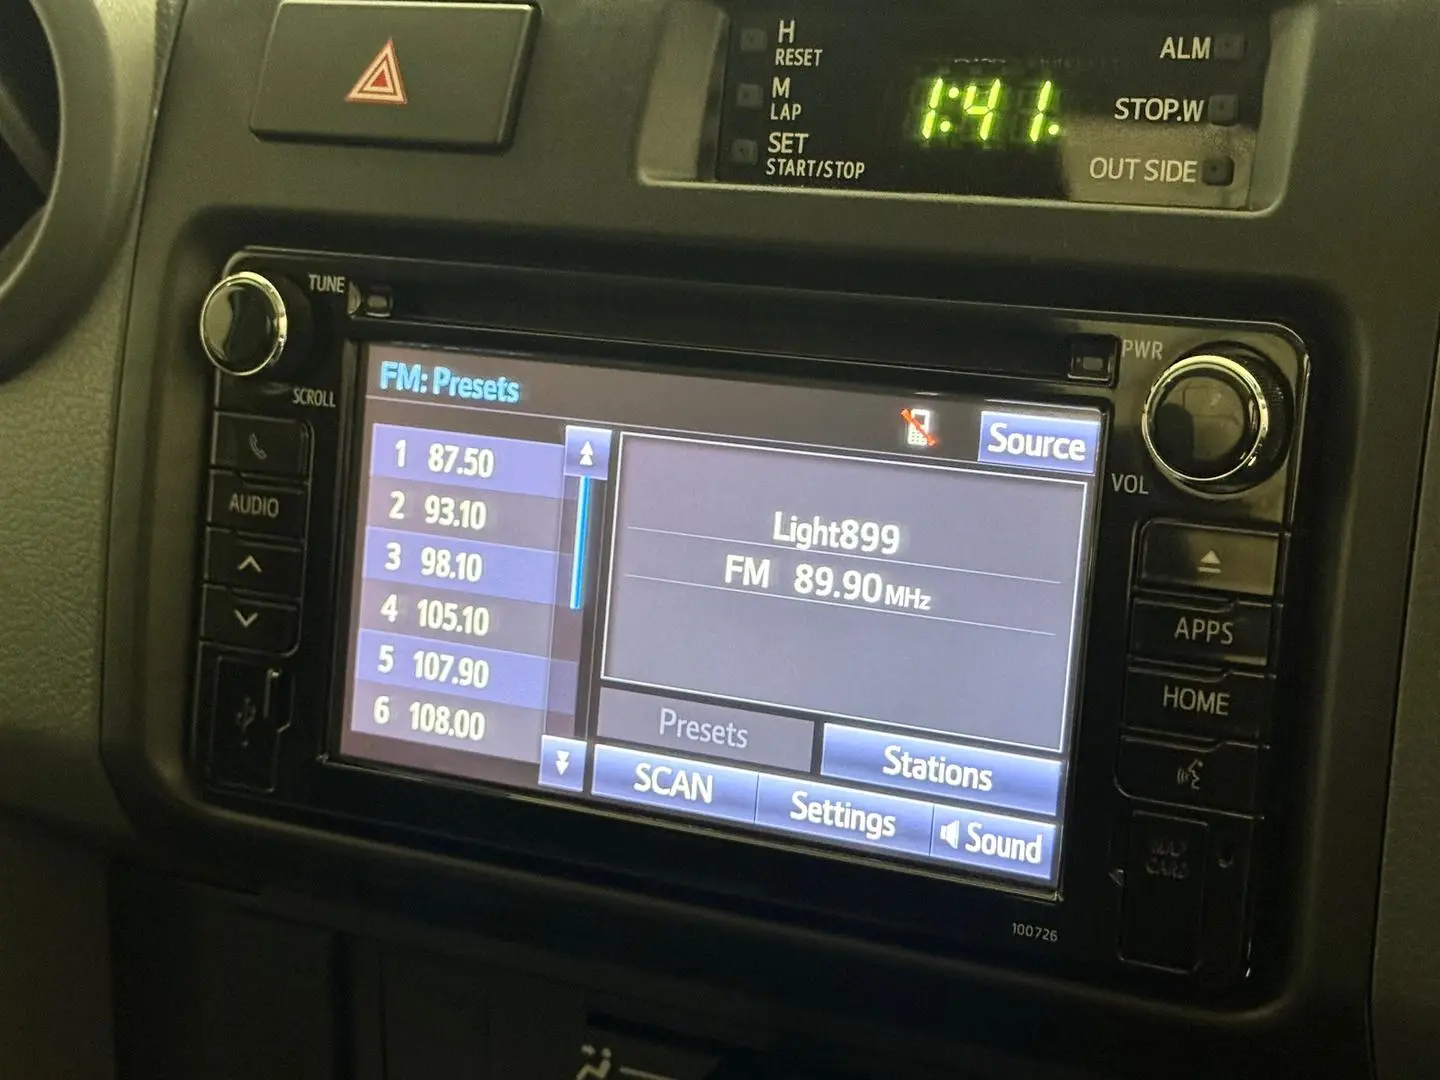 H
RESET
M
LAP
SET
START/STOP
1:41.
ALM
STOP.W
OUT SIDE
TUNE
SCROLL
AUDIO
PWR
VOL
APPS
HOME
FM: Presets
Source
1 87.50
2 93.10
3 98.10
4 105.10
5 107.90
6 108.00
Light899
FM 89.90 MHz
Presets
Stations
SCAN
Settings
Sound
MAP
CARD
100726